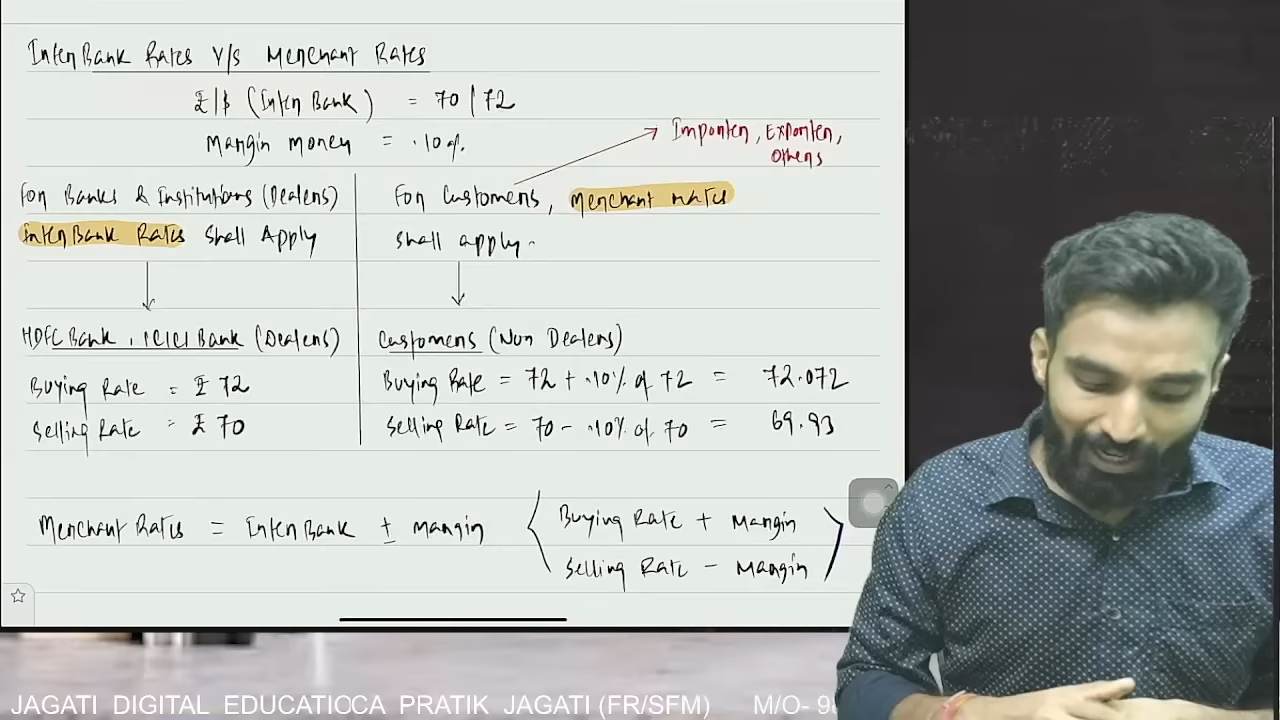 InterBank Rates V/s Merchant Rates
₹/$ (InterBank) = 70/72
Margin money = .10%
Importer, Exporter,
Others
For Banks & Institutions (Dealers)
InterBank Rates Shall Apply
HDFC Bank, ICICI Bank (Dealers)
Buying Rate = ₹ 72
Selling Rate = ₹ 70
For Customers, Merchant rates
shall apply.
Customers (Non Dealers)
Buying Rate = 72 + .10% of 72 = 72.072
Selling Rate = 70 - .10% of 70 = 69.93
Merchant Rates = InterBank ± margin
Buying Rate + Margin
Selling Rate - Margin
JAGATI DIGITAL EDUCATIOCA PRATIK JAGATI (FR/SFM) M/O- 98